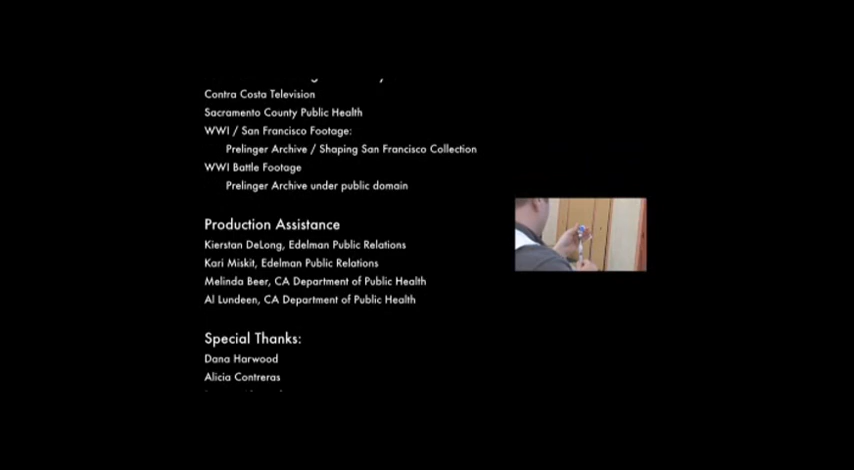 Contra Costa Television
Sacramento County Public Health
WWI / San Francisco Footage:
Prelinger Archive / Shaping San Francisco Collection
WWI Battle Footage
Prelinger Archive under public domain
Production Assistance
Kierstan DeLong, Edelman Public Relations
Kari Miskit, Edelman Public Relations
Melinda Beer, CA Department of Public Health
Al Lundeen, CA Department of Public Health
Special Thanks:
Dana Harwood
Alicia Contreras